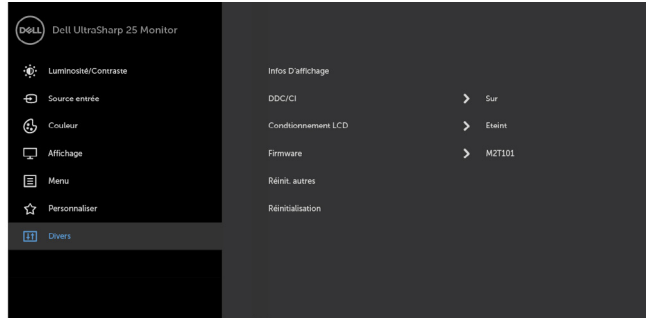 DELL Dell UltraSharp 25 Monitor
Luminosité/Contraste Infos D'affichage
Source entrée DDC/CI Sur
Couleur Condtionnement LCD Eteint
Affichage Firmware M2T101
Menu Réinit. autres
Personnaliser Réinitialisation
Divers